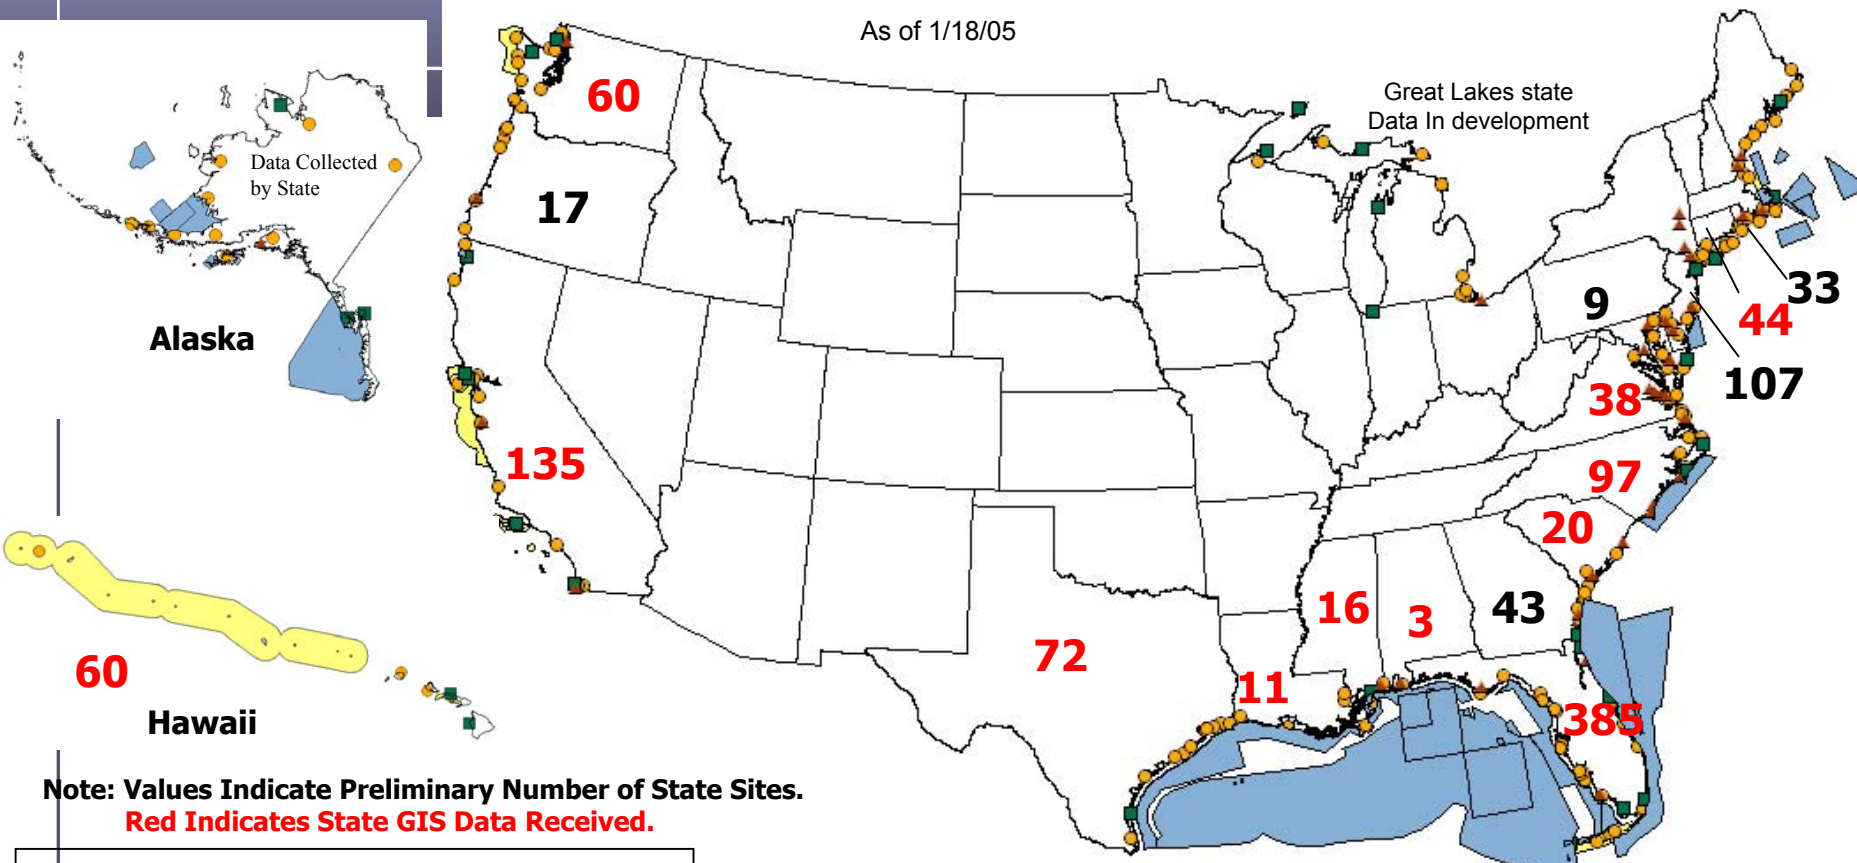 As of 1/18/05
60
Great Lakes state
Data In development
Data Collected
by State
17
Alaska
9
33
44
107
38
135
97
20
16
3
43
72
11
385
60
Hawaii
Note: Values Indicate Preliminary Number of State Sites.
Red Indicates State GIS Data Received.